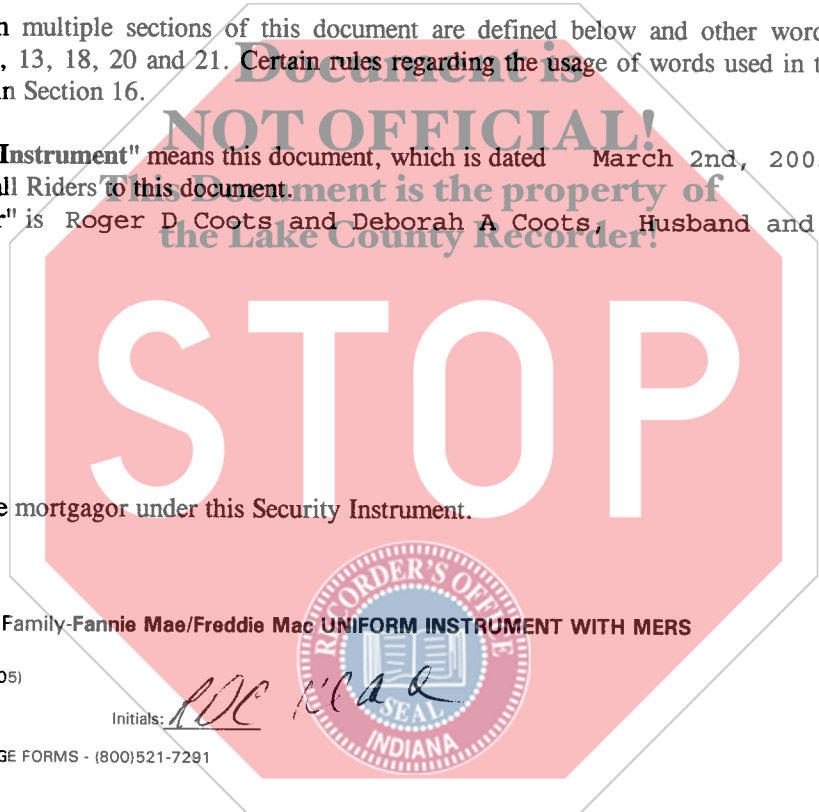 multiple sections of this document are defined below and other
, 13, 18, 20 and 21. Certain rules regarding the usage of words used in
Document is
in Section 16.
NOT OFFICIAL!
Instrument" means this document, which is dated March 2nd, 200
all Riders to this document.
This Document is the property of
" is Roger D Coots and Deborah A Coots, Husband and
the Lake County Recorder!
STOP
mortgagor under this Security Instrument.
Family-Fannie Mae/Freddie Mac UNIFORM INSTRUMENT WITH MERS
05)
Initials: RDC
GE FORMS - (800)521-7291
RECORDER'S OFFICE
SEAL
INDIANA